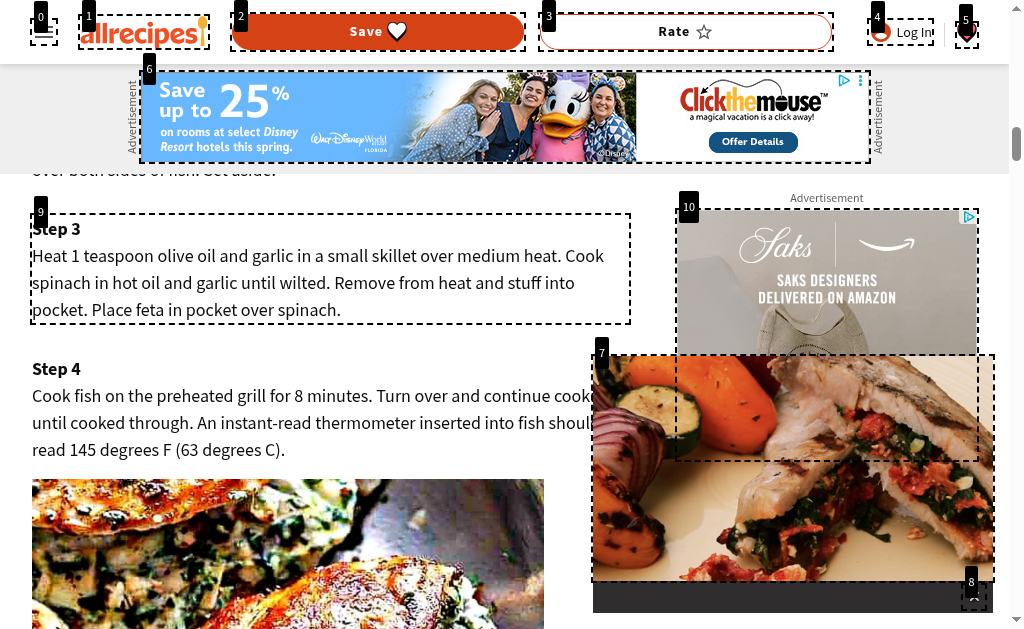 0
1
2
3
4
5
allrecipes
Save
Rate
Log In
6
Advertisement
Save
up to 25%
on rooms at select Disney
Resort hotels this spring.
Walt Disney World
FLORIDA
©Disney
Clickthemouse™
a magical vacation is a click away!
Offer Details
Advertisement
over both sides of fish. Set aside.
9
Step 3
Heat 1 teaspoon olive oil and garlic in a small skillet over medium heat. Cook
spinach in hot oil and garlic until wilted. Remove from heat and stuff into
pocket. Place feta in pocket over spinach.
Advertisement
10
Saks
SAKS DESIGNERS
DELIVERED ON AMAZON
7
Step 4
Cook fish on the preheated grill for 8 minutes. Turn over and continue cook
until cooked through. An instant-read thermometer inserted into fish shoul
read 145 degrees F (63 degrees C).
8